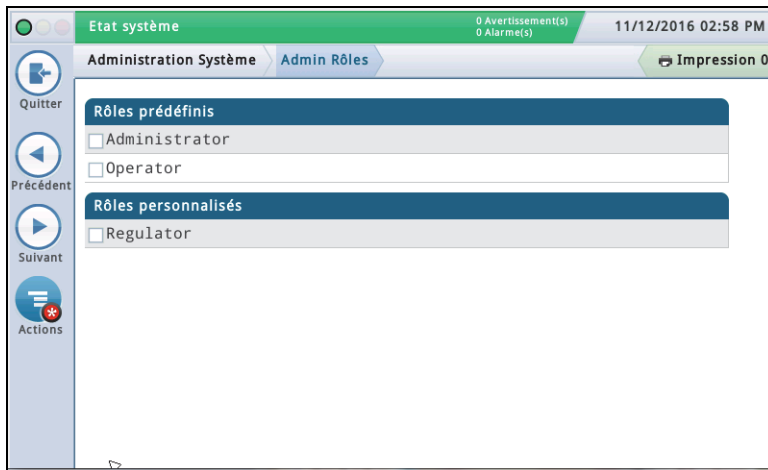 Etat système
0 Avertissement(s)
0 Alarme(s)
11/12/2016 02:58 PM
Administration Système
Admin Rôles
Impression 0
Quitter
Précédent
Suivant
Actions
Rôles prédéfinis
Administrator
Operator
Rôles personnalisés
Regulator